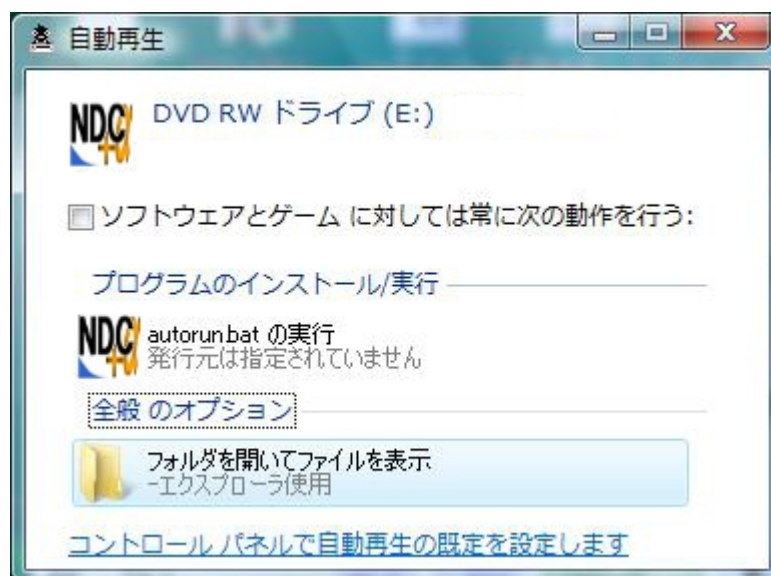 自動再生
NDC
+α
DVD RW ドライブ (E:)
ソフトウェアとゲーム に対しては常に次の動作を行う:
プログラムのインストール/実行
NDC
+α
autorun.bat の実行
発行元は指定されていません
全般 のオプション
フォルダを開いてファイルを表示
-エクスプローラ使用
コントロール パネルで自動再生の既定を設定します